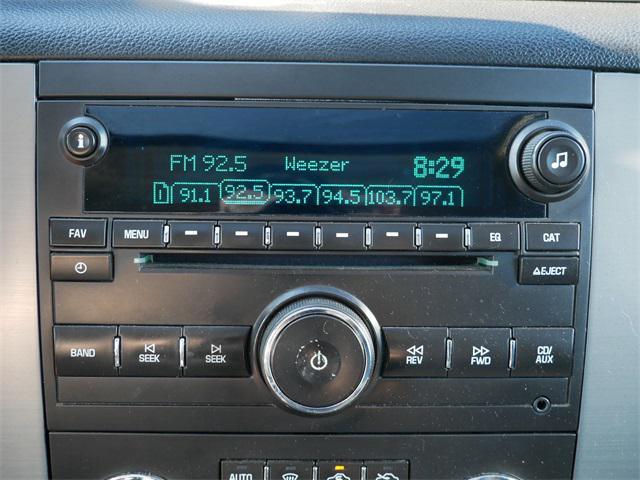 FM 92.5 Weezer 8:29
1 91.1 92.5 93.7 94.5 103.7 97.1
FAV MENU EQ CAT
EJECT
BAND SEEK SEEK REV FWD CD/AUX
AUTO